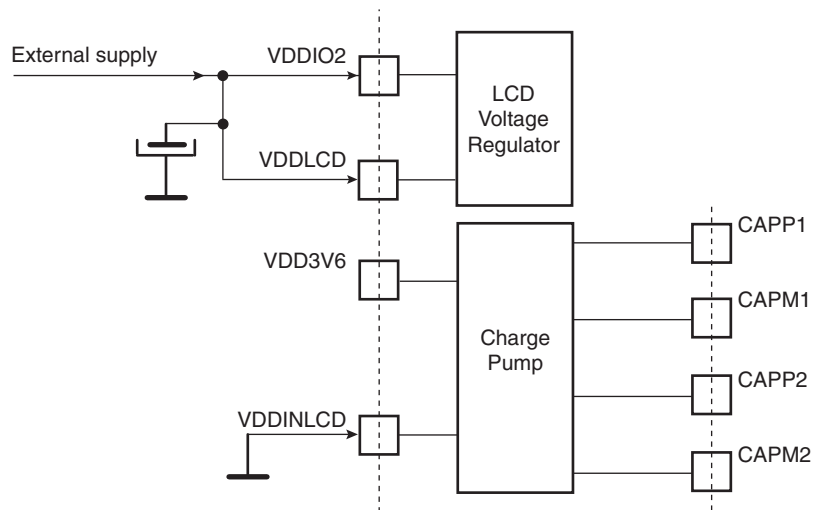 External supply
VDDIO2
LCD
Voltage
Regulator
VDDLCD
VDD3V6
Charge
Pump
VDDINLCD
CAPP1
CAPM1
CAPP2
CAPM2